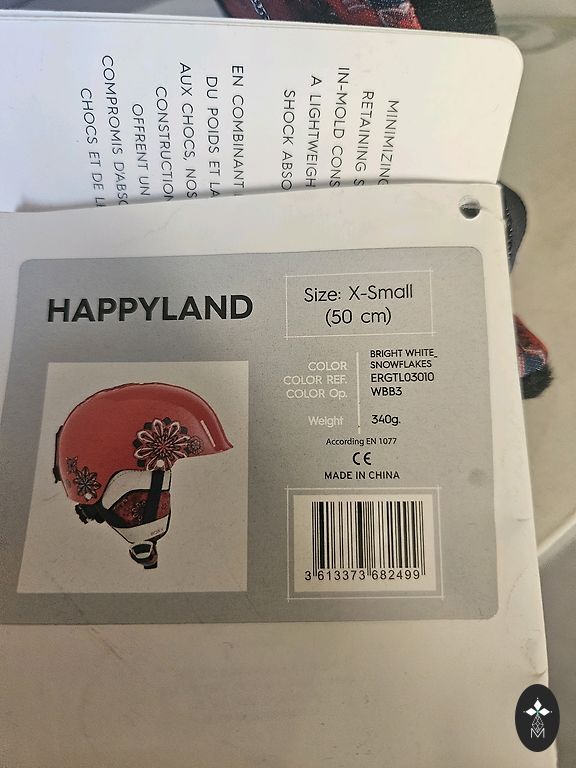 MINIMIZING
RETAINING
IN-MOLD CONS
A LIGHTWEIGH
SHOCK ABSO
EN COMBINANT
DU POIDS ET LA
AUX CHOCS, NOS
CONSTRUCTION
OFFRENT UN
COMPROMIS D'ABSO
CHOCS ET DE
HAPPYLAND
Size: X-Small
(50 cm)
COLOR BRIGHT WHITE_
SNOWFLAKES
COLOR REF. ERGTL03010
COLOR Op. WBB3
Weight 340g.
According EN 1077
CE
MADE IN CHINA
3 613373 682499
M